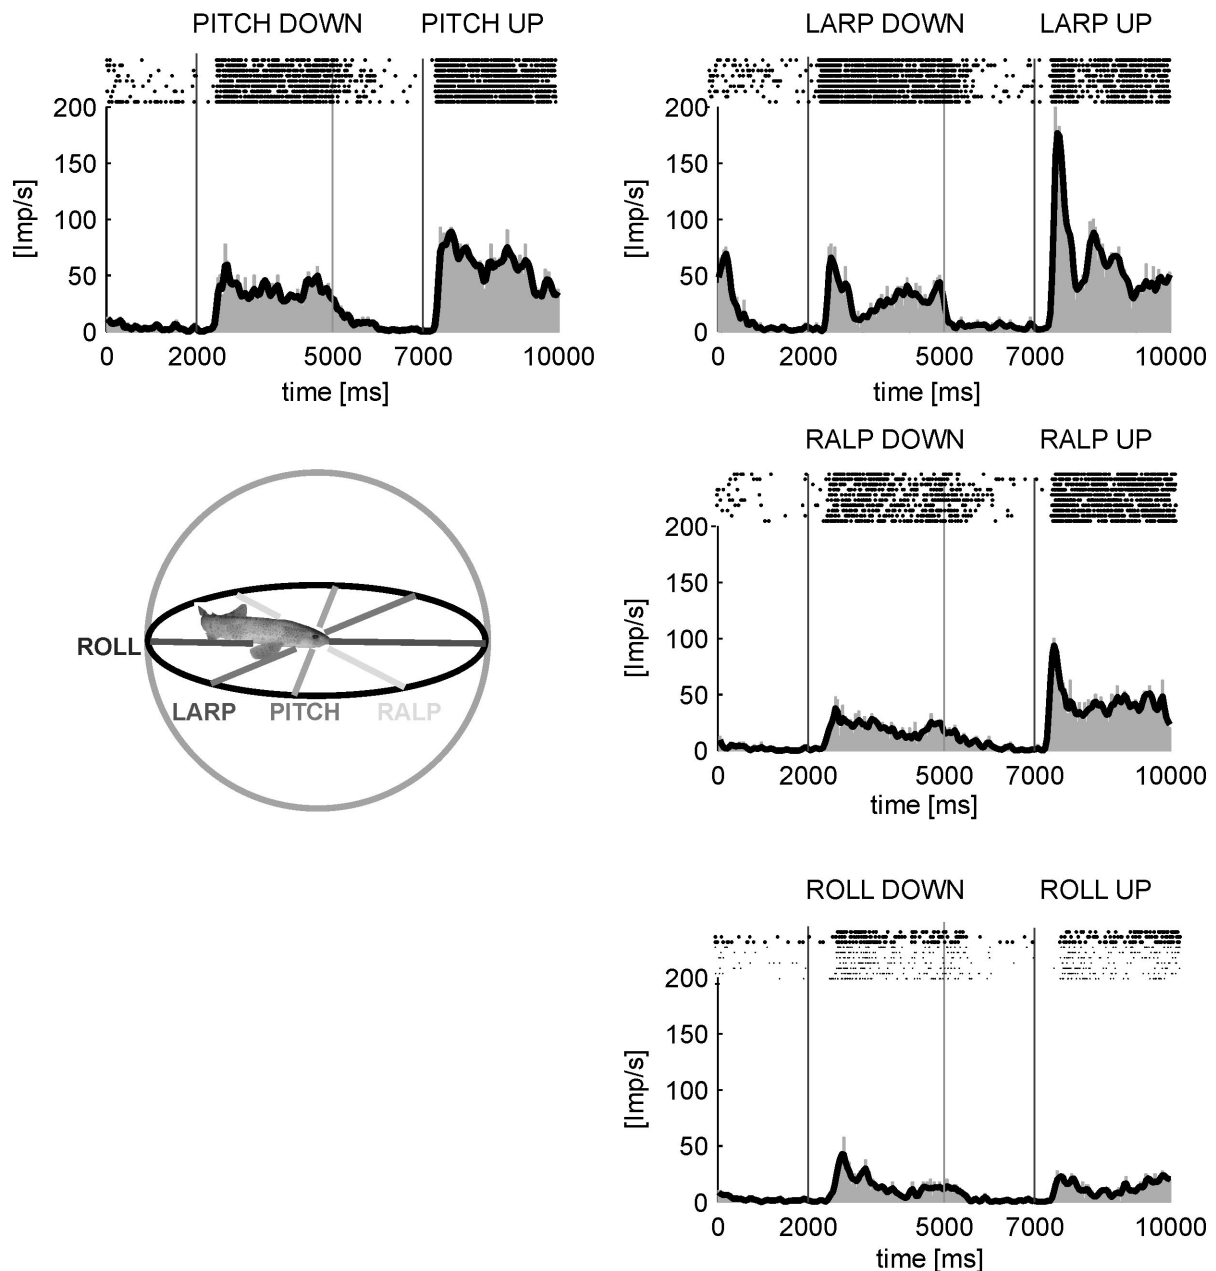 PITCH DOWN PITCH UP
[Imp/s]
200
150
100
50
0
0 2000 5000 7000 10000
time [ms]
LARP DOWN LARP UP
[Imp/s]
200
150
100
50
0
0 2000 5000 7000 10000
time [ms]
ROLL
LARP PITCH RALP
RALP DOWN RALP UP
[Imp/s]
200
150
100
50
0
0 2000 5000 7000 10000
time [ms]
ROLL DOWN ROLL UP
[Imp/s]
200
150
100
50
0
0 2000 5000 7000 10000
time [ms]